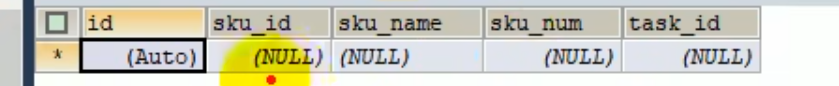 id sku_id sku_name sku_num task_id
* (Auto) (NULL) (NULL) (NULL) (NULL)